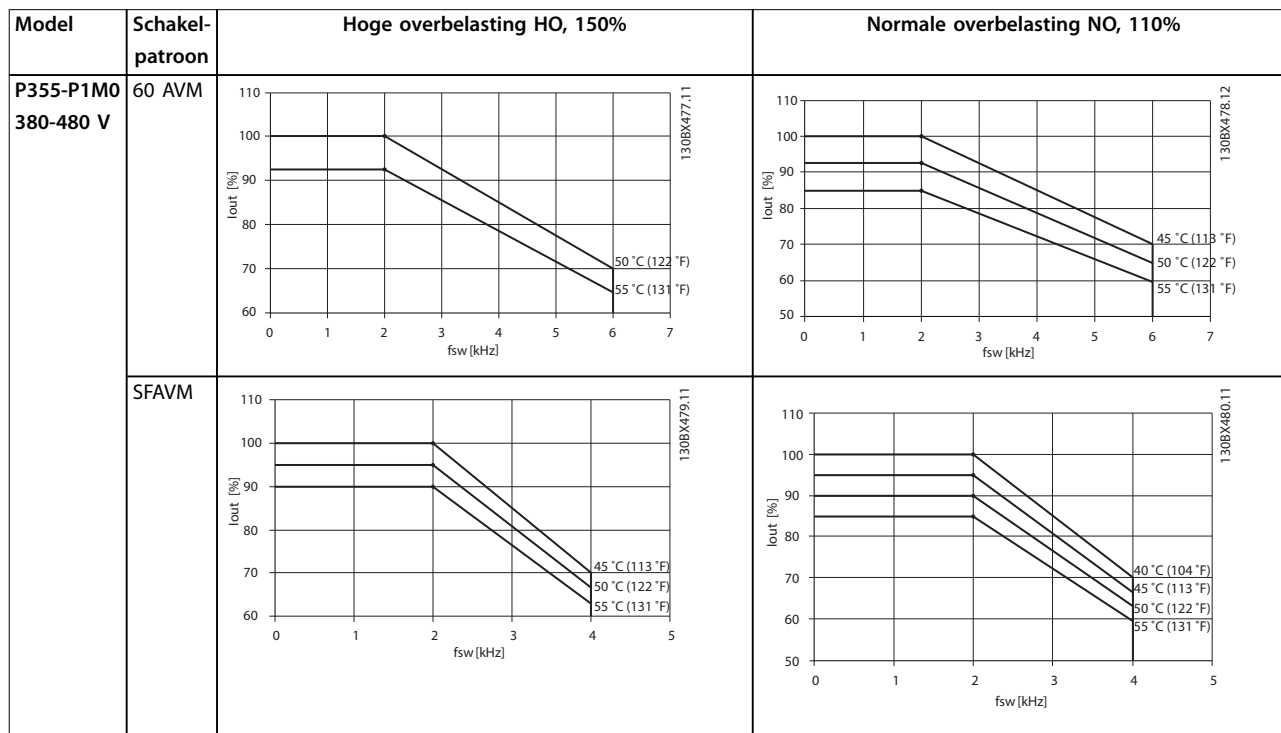 Model
Schakel-
patroon
Hoge overbelasting HO, 150%
Normale overbelasting NO, 110%
P355-P1M0
380-480 V
60 AVM
110
100
90
80
70
60
Iout [%]
0 1 2 3 4 5 6 7
fsw [kHz]
50 ˚C (122 ˚F)
55 ˚C (131 ˚F)
130BX477.11
110
100
90
80
70
60
50
Iout [%]
0 1 2 3 4 5 6 7
fsw [kHz]
45 ˚C (113 ˚F)
50 ˚C (122 ˚F)
55 ˚C (131 ˚F)
130BX478.12
SFAVM
110
100
90
80
70
60
Iout [%]
0 1 2 3 4 5
fsw [kHz]
45 ˚C (113 ˚F)
50 ˚C (122 ˚F)
55 ˚C (131 ˚F)
130BX479.11
110
100
90
80
70
60
50
Iout [%]
0 1 2 3 4 5
fsw [kHz]
40 ˚C (104 ˚F)
45 ˚C (113 ˚F)
50 ˚C (122 ˚F)
55 ˚C (131 ˚F)
130BX480.11